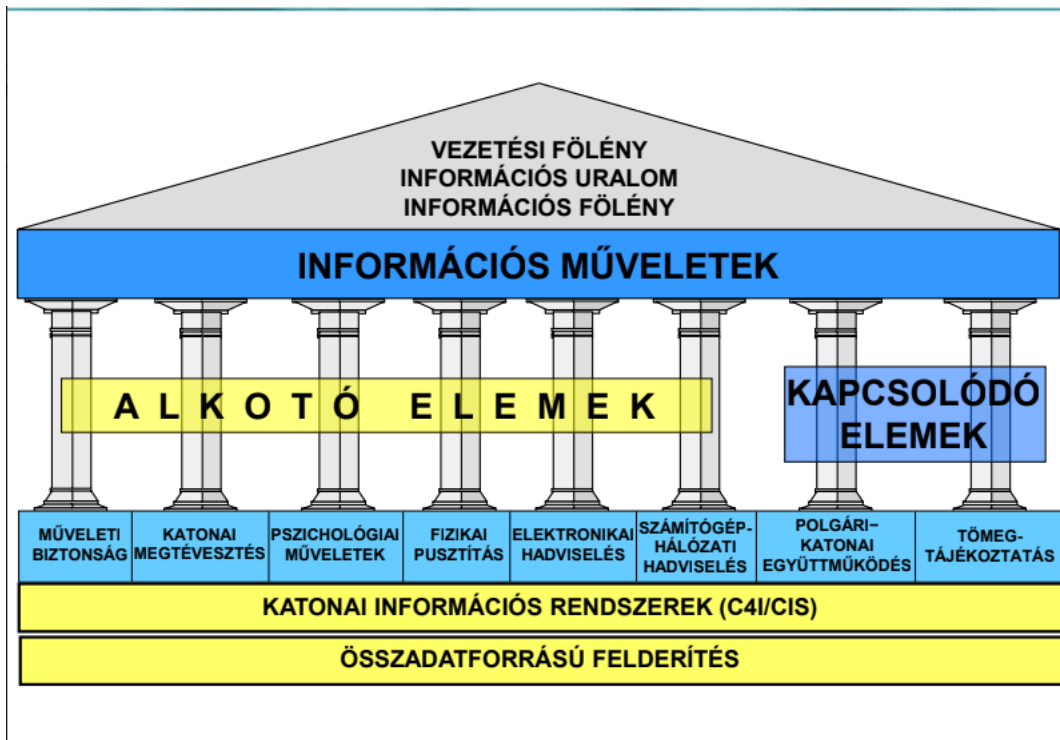 VEZETÉSI FÖLÉNY
INFORMÁCIÓS URALOM
INFORMÁCIÓS FÖLÉNY
INFORMÁCIÓS MŰVELETEK
A L K O T Ó E L E M E K
KAPCSOLÓDÓ
ELEMEK
MŰVELETI
BIZTONSÁG
KATONAI
MEGTÉVESZTÉS
PSZICHOLÓGIAI
MŰVELETEK
FIZIKAI
PUSZTÍTÁS
ELEKTRONIKAI
HADVISELÉS
SZÁMÍTÓGÉP-
HÁLÓZATI
HADVISELÉS
POLGÁRI–
KATONAI
EGYÜTTMŰKÖDÉS
TÖMEG-
TÁJÉKOZTATÁS
KATONAI INFORMÁCIÓS RENDSZEREK (C4I/CIS)
ÖSSZADATFORRÁSÚ FELDERÍTÉS